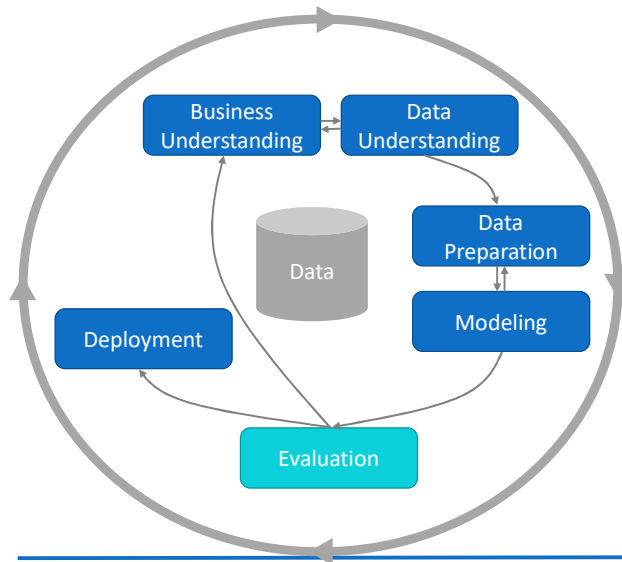 Business
Understanding
Data
Understanding
Data
Preparation
Data
Modeling
Deployment
Evaluation